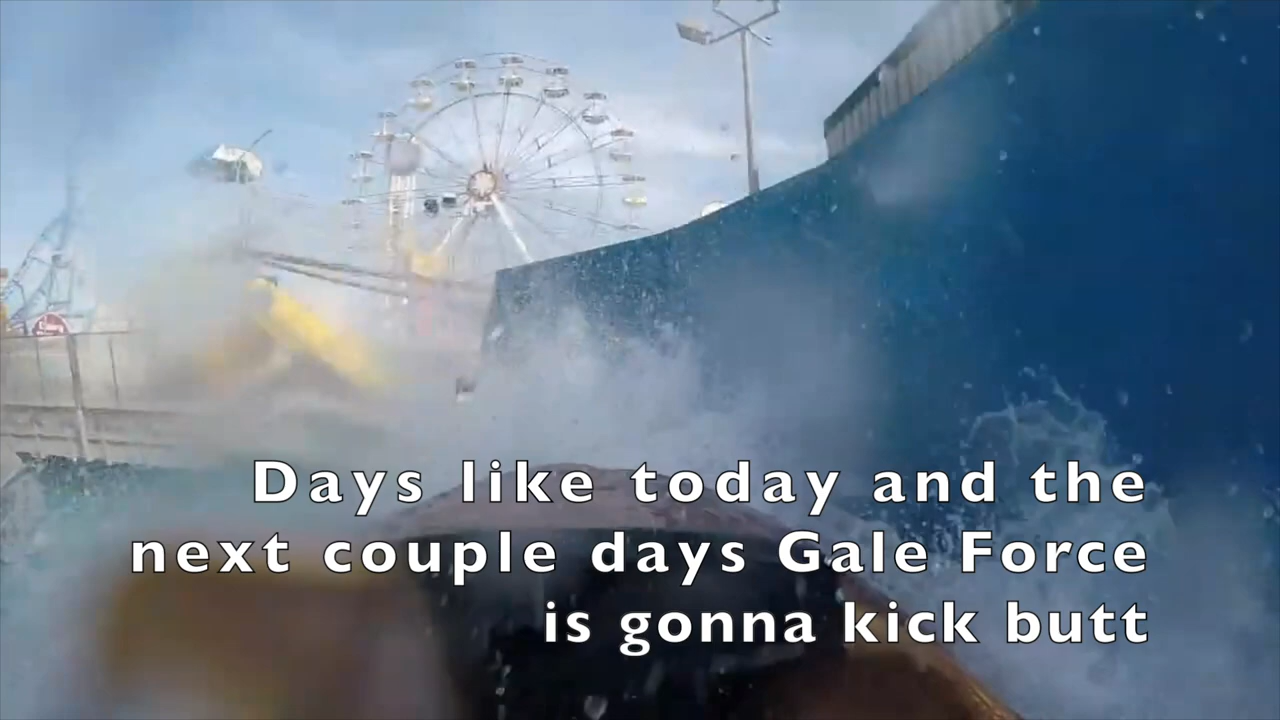 Days like today and the
next couple days Gale Force
is gonna kick butt